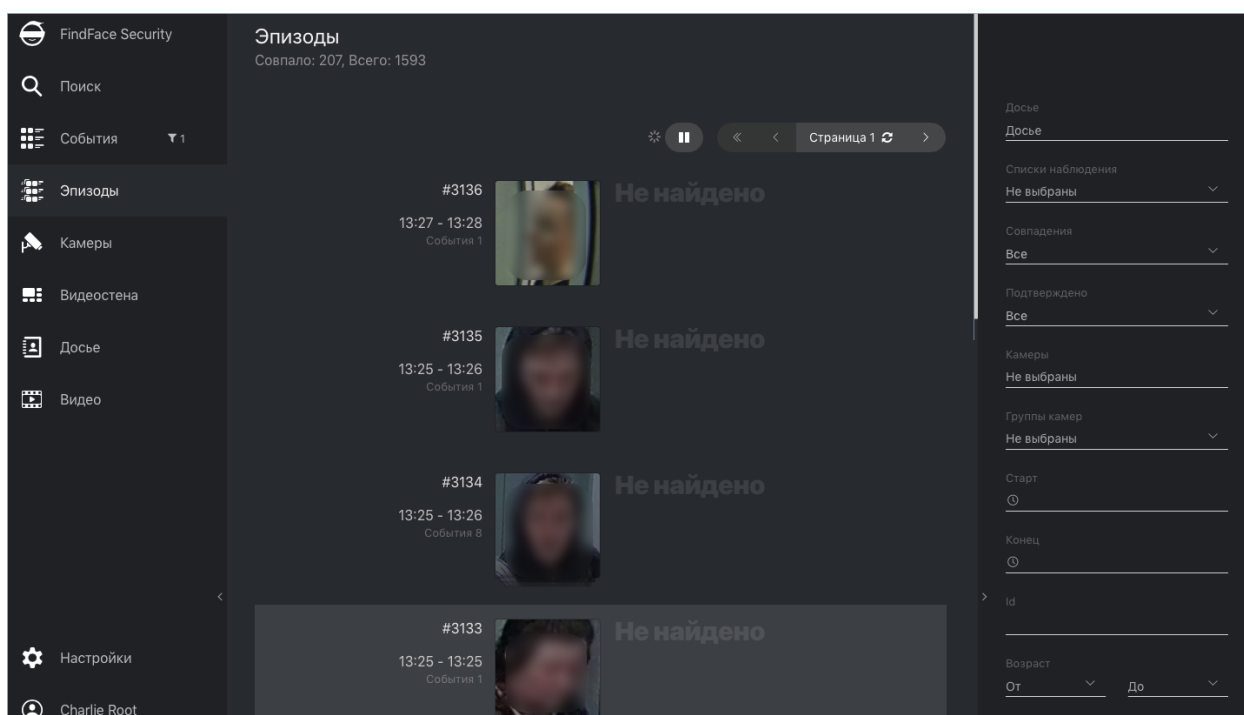 FindFace Security
Поиск
События 1
Эпизоды
Камеры
Видеостена
Досье
Видео
Настройки
Charlie Root
Эпизоды
Совпало: 207, Всего: 1593
Страница 1
#3136
13:27 - 13:28
События 1
Не найдено
#3135
13:25 - 13:26
События 1
Не найдено
#3134
13:25 - 13:26
События 8
Не найдено
#3133
13:25 - 13:25
События 1
Не найдено
Досье
Досье
Списки наблюдения
Не выбраны
Совпадения
Все
Подтверждено
Все
Камеры
Не выбраны
Группы камер
Не выбраны
Старт
Конец
Id
Возраст
От До